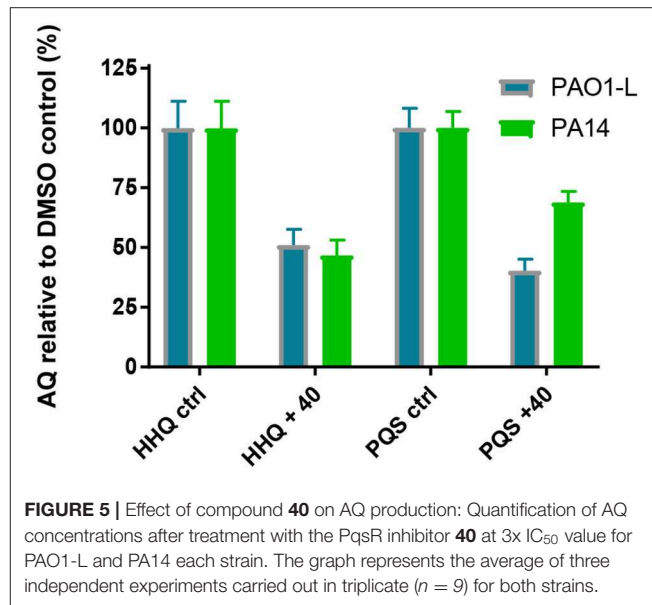 AQ relative to DMSO control (%)
125
100
75
50
25
0
PAO1-L
PA14
HHQ ctrl
HHQ + 40
PQS ctrl
PQS +40
FIGURE 5 | Effect of compound 40 on AQ production: Quantification of AQ
concentrations after treatment with the PqsR inhibitor 40 at 3x IC₅₀ value for
PAO1-L and PA14 each strain. The graph represents the average of three
independent experiments carried out in triplicate (n = 9) for both strains.